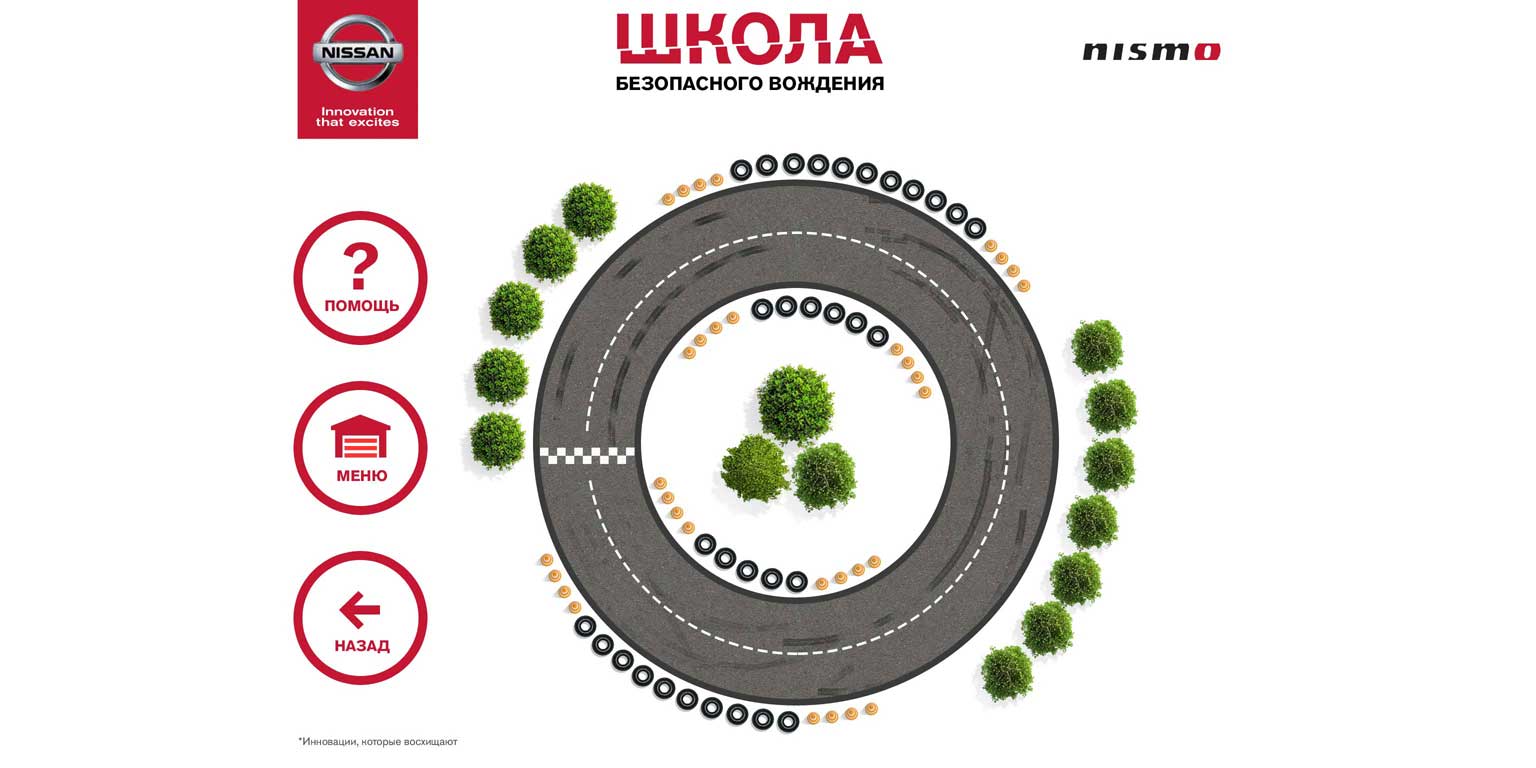 NISSAN
Innovation
that excites
ШКОЛА
БЕЗОПАСНОГО ВОЖДЕНИЯ
nismo
?
ПОМОЩЬ
МЕНЮ
НАЗАД
*Инновации, которые восхищают